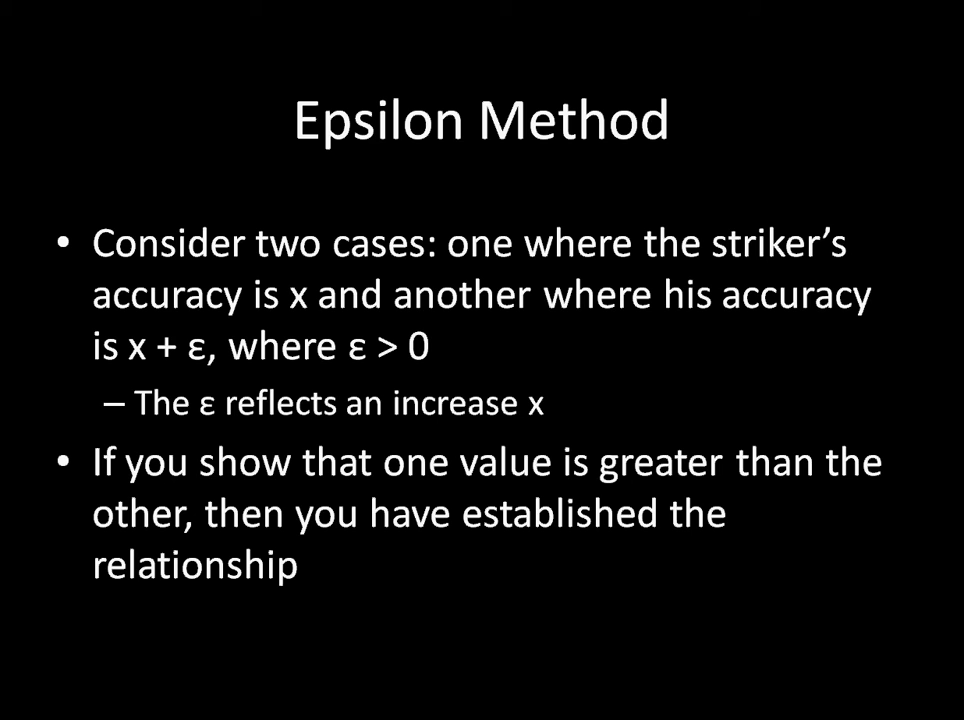 Epsilon Method
• Consider two cases: one where the striker’s
accuracy is x and another where his accuracy
is x + ε, where ε > 0
– The ε reflects an increase x
• If you show that one value is greater than the
other, then you have established the
relationship